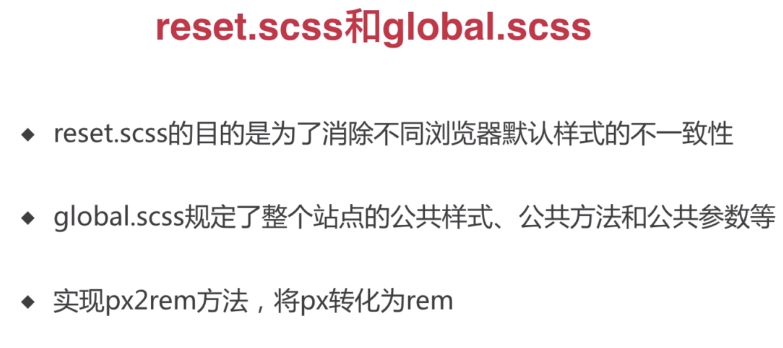 reset.scss和global.scss
◆ reset.scss的目的是为了消除不同浏览器默认样式的不一致性
◆ global.scss规定了整个站点的公共样式、公共方法和公共参数等
◆ 实现px2rem方法，将px转化为rem